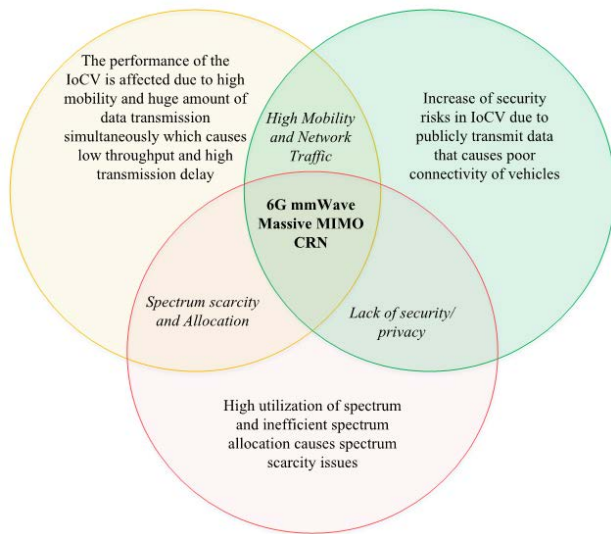 The performance of the
IoCV is affected due to high
mobility and huge amount of
data transmission
simultaneously which causes
low throughput and high
transmission delay
High Mobility
and Network
Traffic
Increase of security
risks in IoCV due to
publicly transmit data
that causes poor
connectivity of vehicles
6G mmWave
Massive MIMO
CRN
Spectrum scarcity
and Allocation
Lack of security/
privacy
High utilization of spectrum
and inefficient spectrum
allocation causes spectrum
scarcity issues